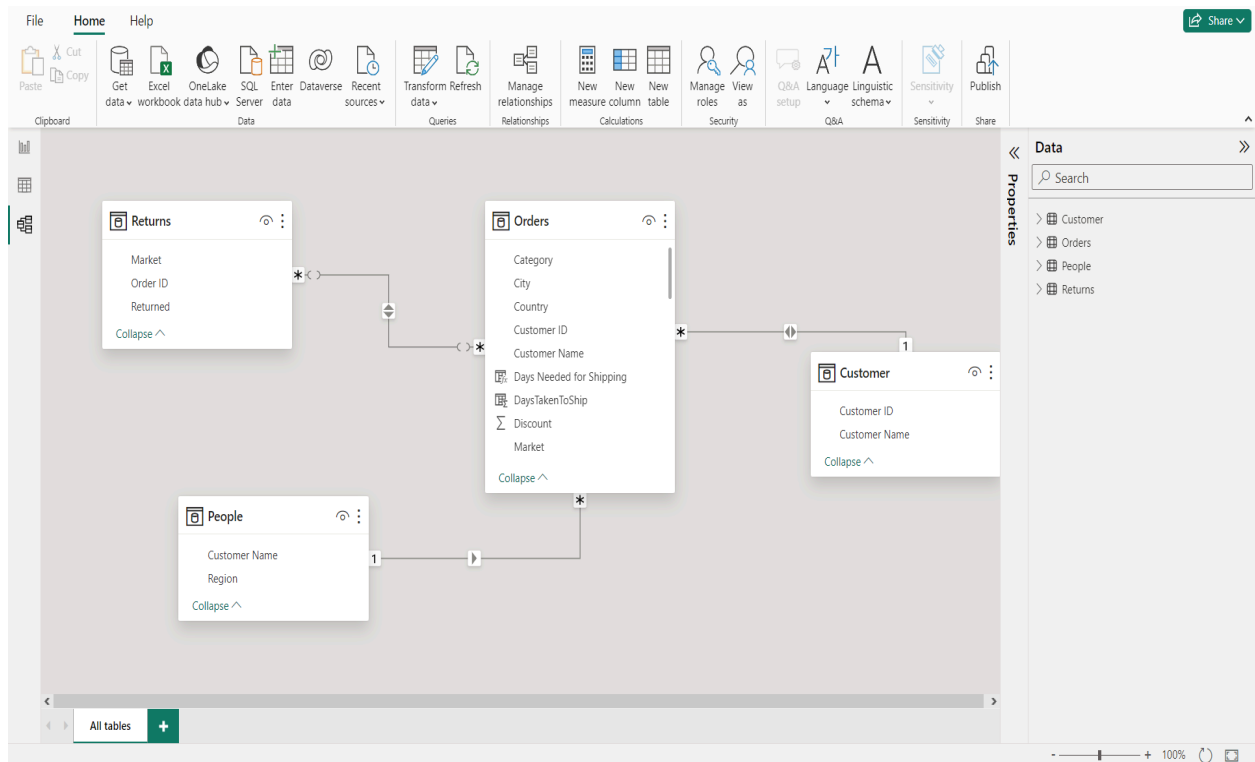 File Home Help Share
Paste Cut Copy Get data Excel workbook OneLake data hub SQL Server Enter data Dataverse Recent sources Transform data Refresh Manage relationships New measure New column New table Manage roles View as Q&A setup Language Linguistic schema Sensitivity Publish
Clipboard Data Queries Relationships Calculations Security Q&A Sensitivity Share
Returns
Market
Order ID
Returned
Collapse
Orders
Category
City
Country
Customer ID
Customer Name
Days Needed for Shipping
DaysTakenToShip
Discount
Market
Collapse
Customer
Customer ID
Customer Name
Collapse
People
Customer Name
Region
Collapse
*
*
*
1
1
*
Properties
Data
Search
Customer
Orders
People
Returns
All tables +
- + 100%